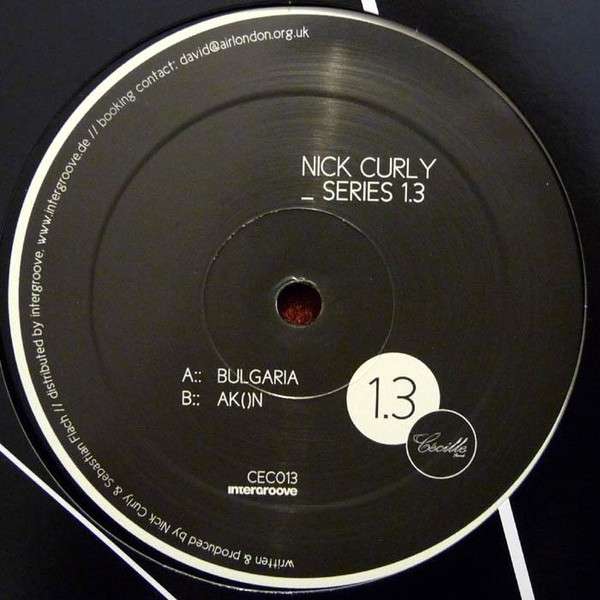 NICK CURLY
_ SERIES 1.3
A:: BULGARIA
B:: AK()N
1.3
Cécille
CEC013
intergroove
written & produced by Nick Curly & Sebastian Flach // distributed by intergroove, www.intergroove.de // booking contact: david@airlondon.org.uk